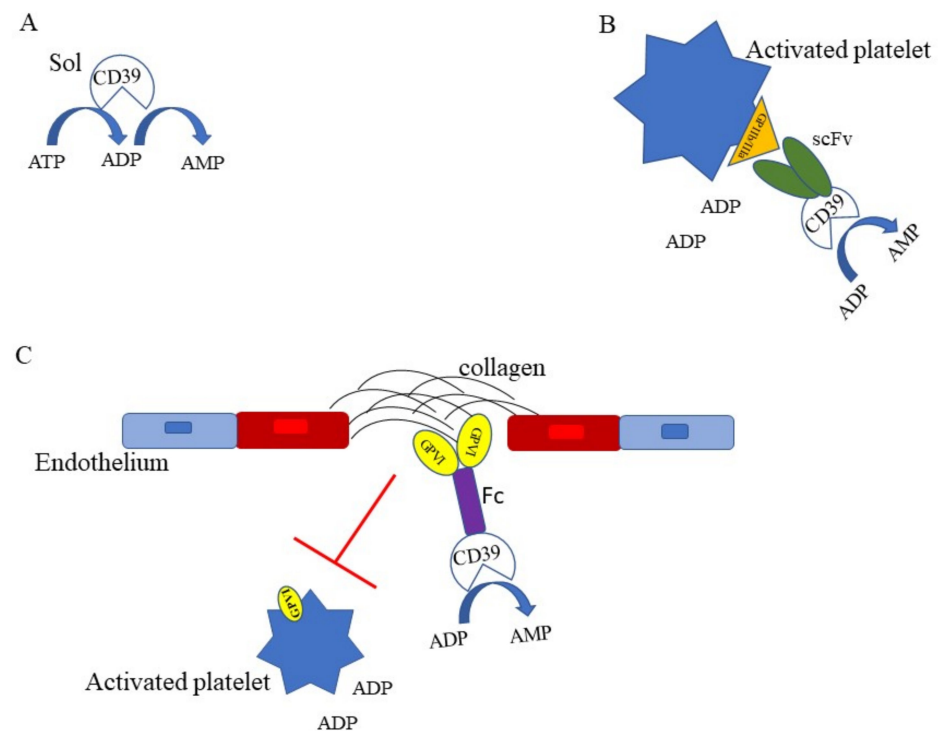 A
Sol
CD39
ATP
ADP
AMP
B
Activated platelet
GPIIb/IIIa
scFv
CD39
ADP
ADP
AMP
ADP
C
collagen
Endothelium
GPVI
GPVI
Fc
CD39
ADP
AMP
GPVI
Activated platelet
ADP
ADP